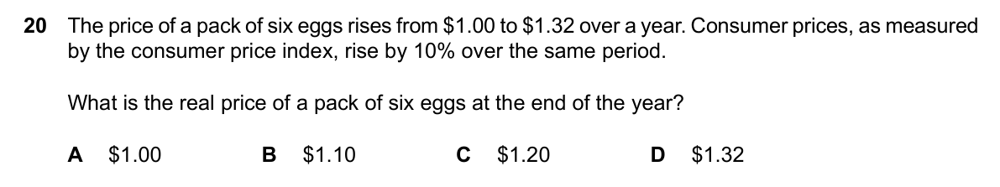 20 The price of a pack of six eggs rises from $1.00 to $1.32 over a year. Consumer prices, as measured
by the consumer price index, rise by 10% over the same period.
What is the real price of a pack of six eggs at the end of the year?
A $1.00 B $1.10 C $1.20 D $1.32